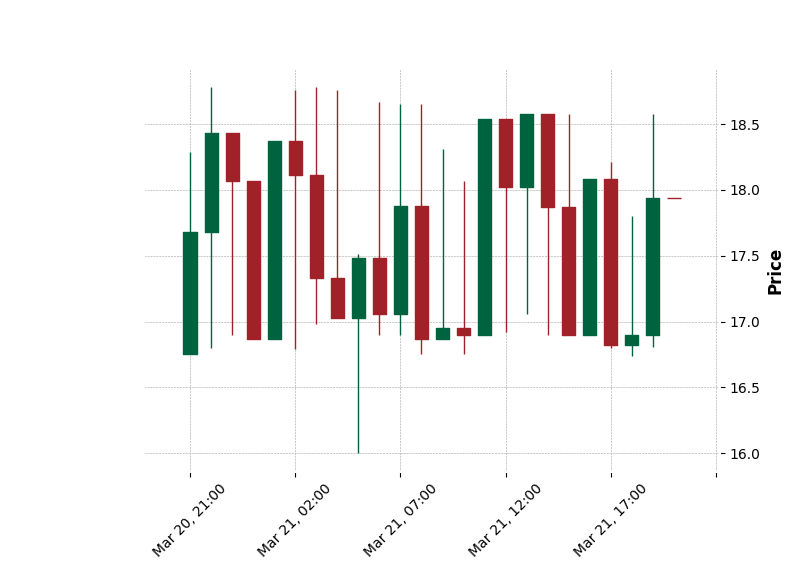 18.5
18.0
17.5
17.0
16.5
16.0
Price
Mar 20, 21:00
Mar 21, 02:00
Mar 21, 07:00
Mar 21, 12:00
Mar 21, 17:00